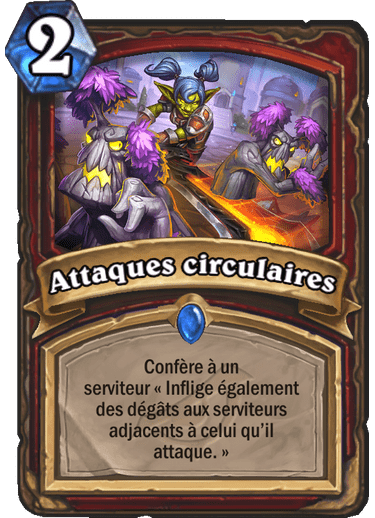 2
Attaques circulaires
Confère à un
serviteur « Inflige également
des dégâts aux serviteurs
adjacents à celui qu'il
attaque. »